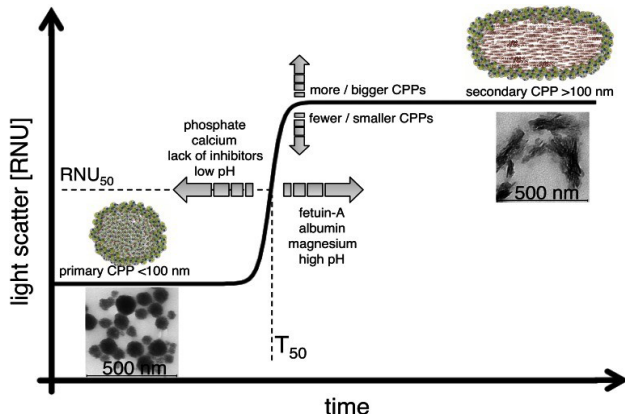 more / bigger CPPs
secondary CPP >100 nm
fewer / smaller CPPs
phosphate
calcium
lack of inhibitors
low pH
RNU50
500 nm
fetuin-A
albumin
magnesium
high pH
primary CPP <100 nm
500 nm
T50
light scatter [RNU]
time